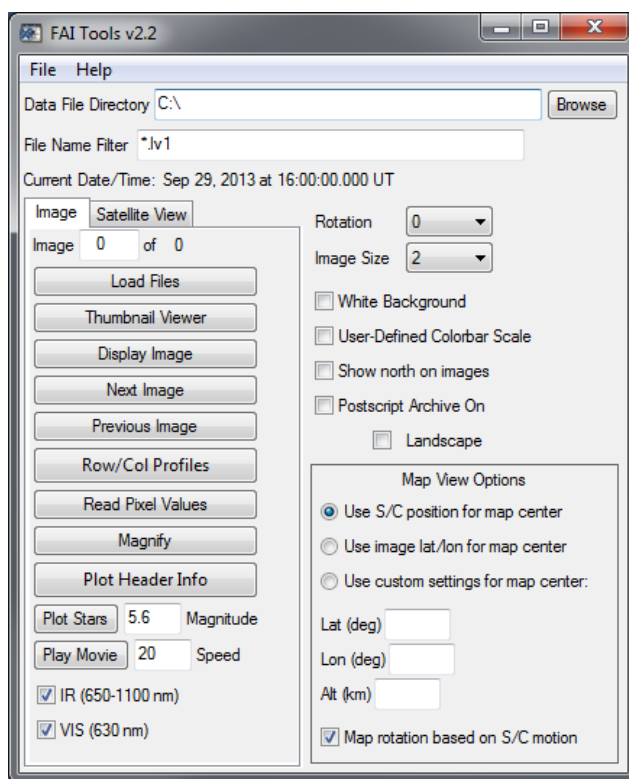 FAI Tools v2.2
File Help
Data File Directory C:\ Browse
File Name Filter *.lv1
Current Date/Time: Sep 29, 2013 at 16:00:00.000 UT
Image Satellite View
Image 0 of 0
Load Files
Thumbnail Viewer
Display Image
Next Image
Previous Image
Row/Col Profiles
Read Pixel Values
Magnify
Plot Header Info
Plot Stars 5.6 Magnitude
Play Movie 20 Speed
IR (650-1100 nm)
VIS (630 nm)
Rotation 0
Image Size 2
White Background
User-Defined Colorbar Scale
Show north on images
Postscript Archive On
Landscape
Map View Options
Use S/C position for map center
Use image lat/lon for map center
Use custom settings for map center:
Lat (deg)
Lon (deg)
Alt (km)
Map rotation based on S/C motion